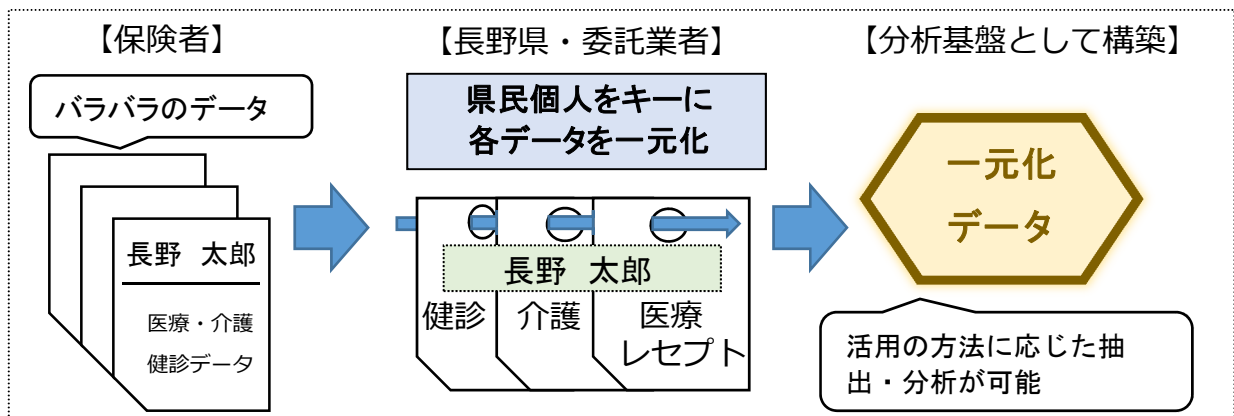 【保険者】
バラバラのデータ
長野　太郎
医療・介護
健診データ
【長野県・委託業者】
県民個人をキーに
各データを一元化
長野　太郎
健診
介護
医療
レセプト
【分析基盤として構築】
一元化
データ
活用の方法に応じた抽
出・分析が可能